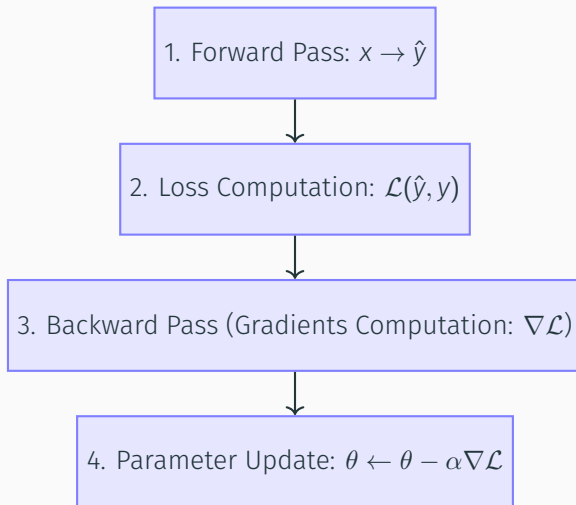 1. Forward Pass: x → ŷ
2. Loss Computation: ℒ(ŷ, y)
3. Backward Pass (Gradients Computation: ∇ℒ)
4. Parameter Update: θ ← θ − α∇ℒ